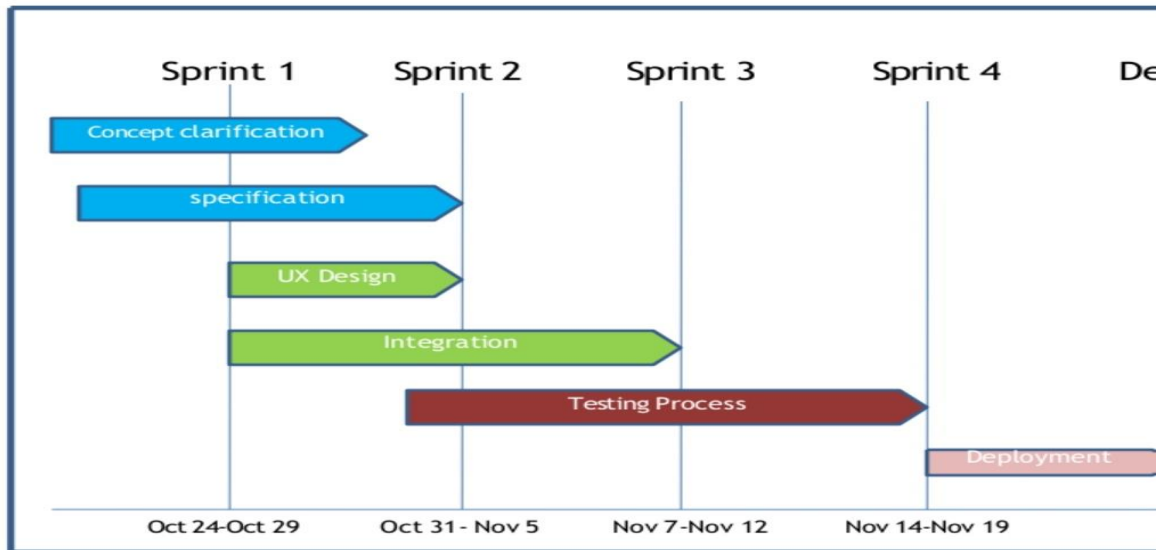 Sprint 1 Sprint 2 Sprint 3 Sprint 4 De
Concept clarification
specification
UX Design
Integration
Testing Process
Deployment
Oct 24-Oct 29 Oct 31- Nov 5 Nov 7-Nov 12 Nov 14-Nov 19